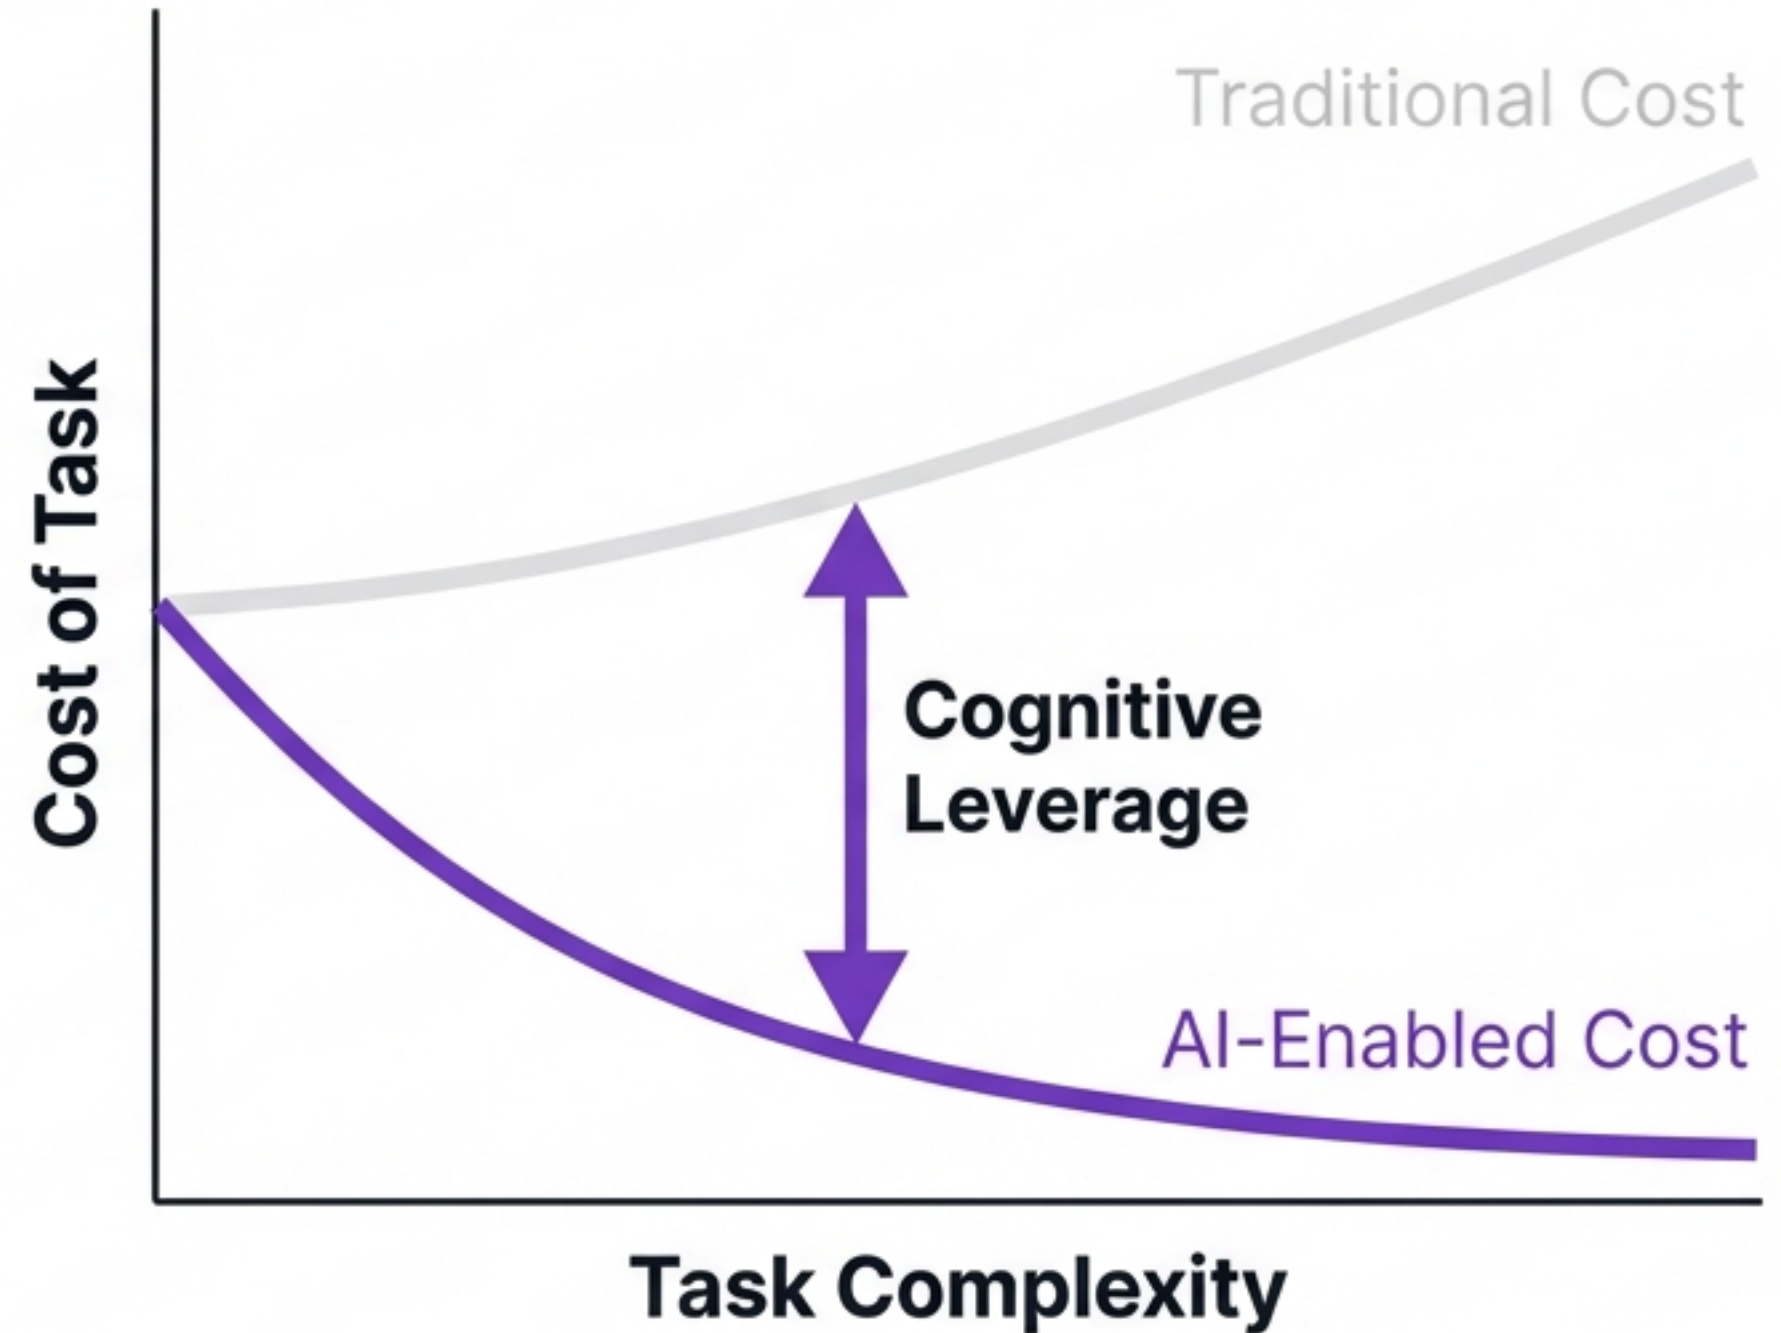 Traditional Cost
Cost of Task
Cognitive
Leverage
AI-Enabled Cost
Task Complexity